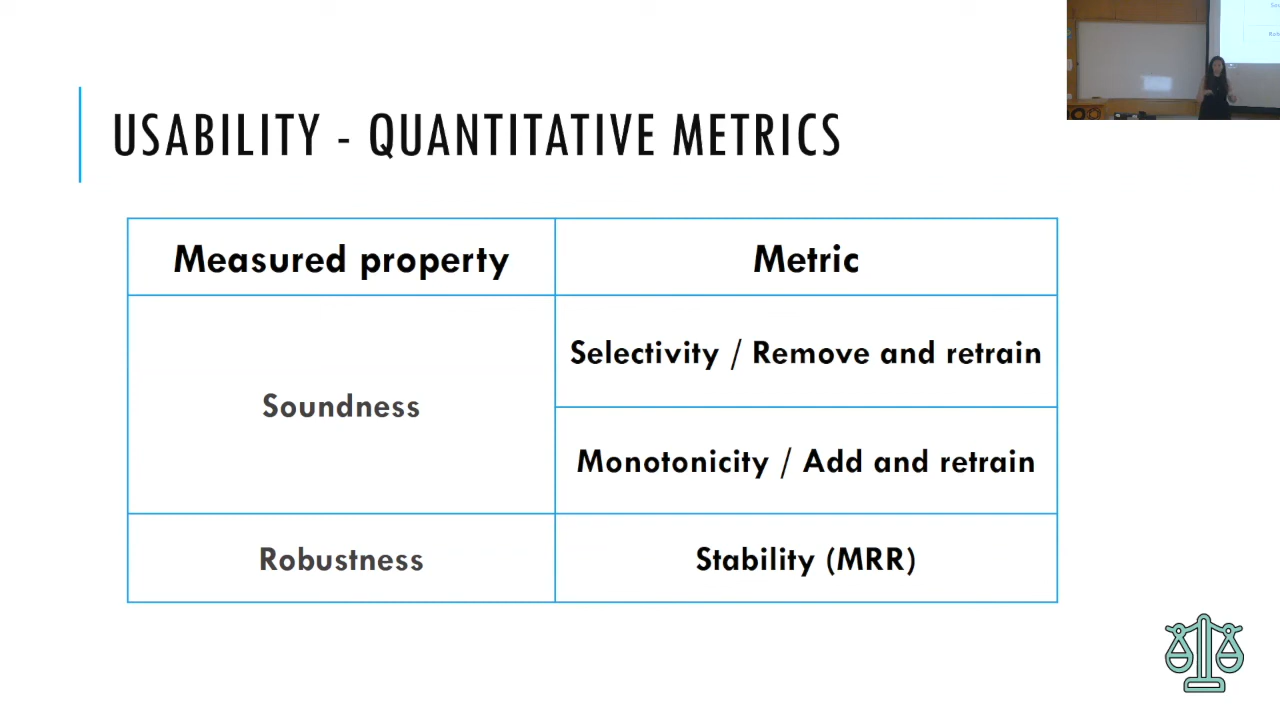 USABILITY - QUANTITATIVE METRICS
Measured property
Metric
Soundness
Selectivity / Remove and retrain
Monotonicity / Add and retrain
Robustness
Stability (MRR)